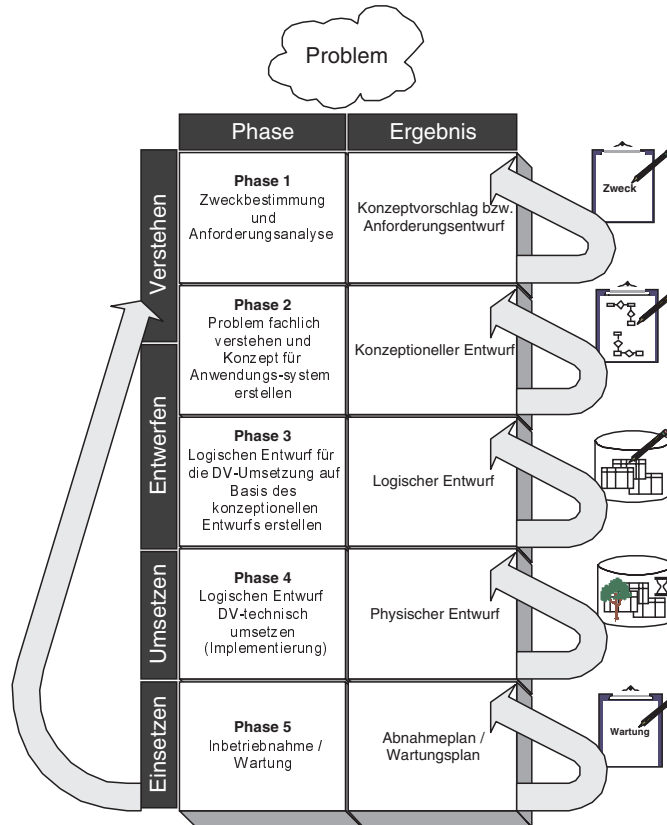 Problem
Phase
Ergebnis
Verstehen
Phase 1
Zweckbestimmung
und
Anforderungsanalyse
Konzeptvorschlag bzw.
Anforderungsentwurf
Zweck
Phase 2
Problem fachlich
verstehen und
Konzept für
Anwendungs-system
erstellen
Konzeptioneller Entwurf
Entwerfen
Phase 3
Logischen Entwurf für
die DV-Umsetzung auf
Basis des
konzeptionellen
Entwurfs erstellen
Logischer Entwurf
Umsetzen
Phase 4
Logischen Entwurf
DV-technisch
umsetzen
(Implementierung)
Physischer Entwurf
Einsetzen
Phase 5
Inbetriebnahme /
Wartung
Abnahmeplan /
Wartungsplan
Wartung